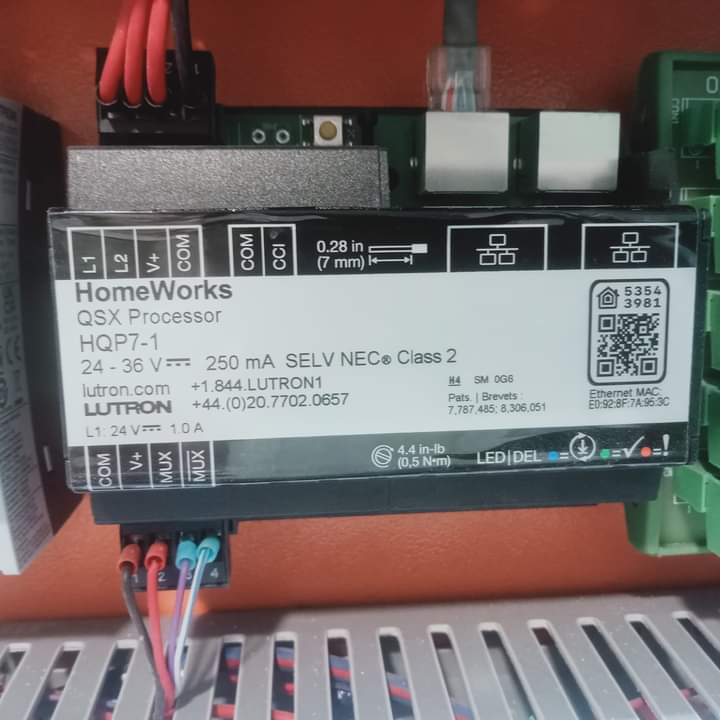 L1 L2 V+ COM COM CCI 0.28 in
(7 mm)
HomeWorks
QSX Processor
HQP7-1
24 - 36 V⎓ 250 mA SELV NEC® Class 2
lutron.com +1.844.LUTRON1
LUTRON +44.(0)20.7702.0657
L1: 24 V⎓ 1.0 A
5354
3981
H4 SM 0G6
Pats. | Brevets :
7,787,485; 8,306,051
Ethernet MAC:
E0:92:8F:7A:95:3C
COM V+ MUX MUX
4.4 in-lb
(0,5 N•m)
LED|DEL = = ✓ = !
1 2 3 4